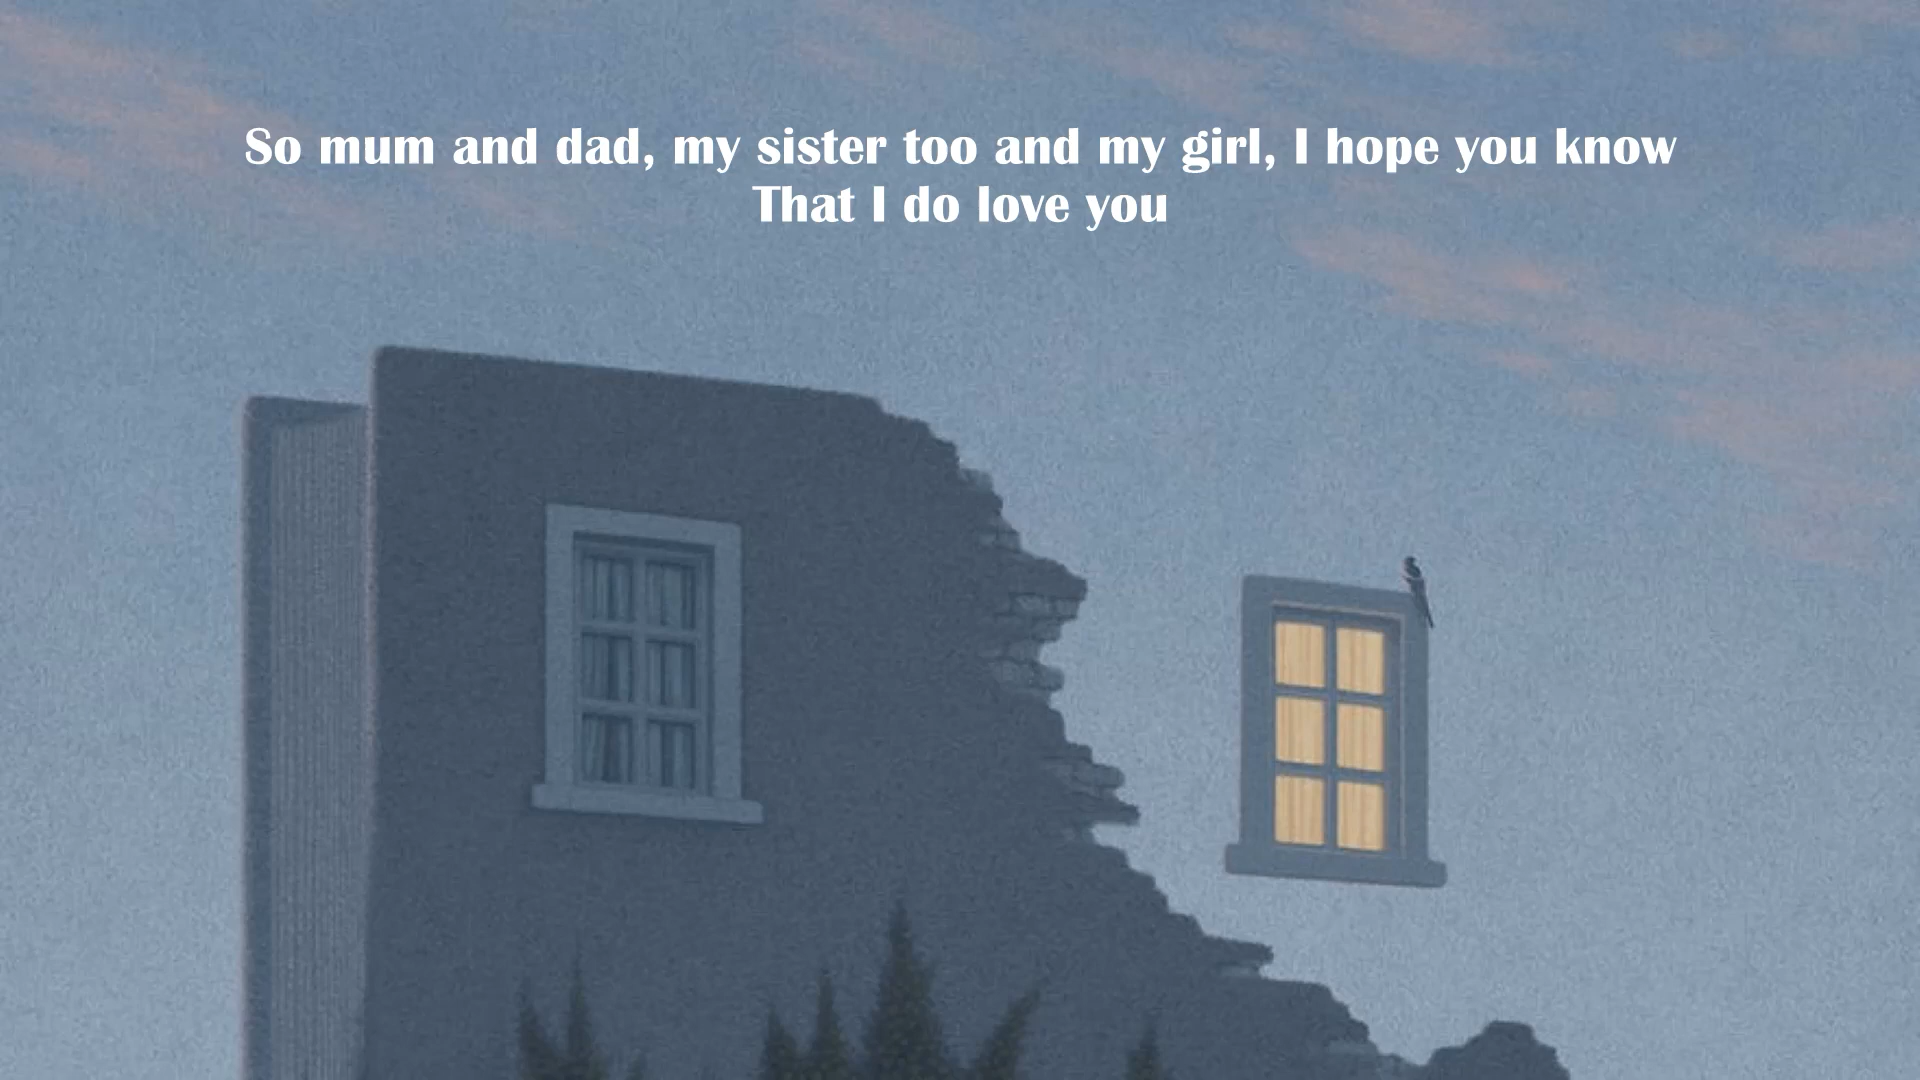 So mum and dad, my sister too and my girl, I hope you know
That I do love you